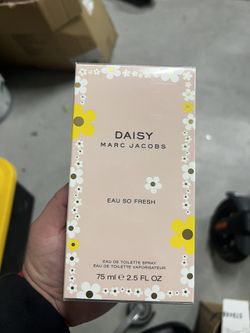 DAISY
MARC JACOBS
EAU SO FRESH
EAU DE TOILETTE SPRAY
EAU DE TOILETTE VAPORISATEUR
75 ml ℮ 2.5 FL OZ